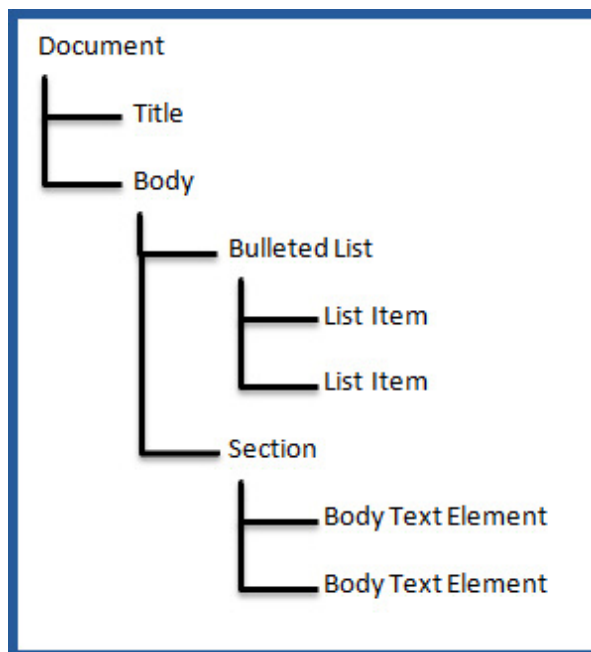 Document
Title
Body
Bulleted List
List Item
List Item
Section
Body Text Element
Body Text Element